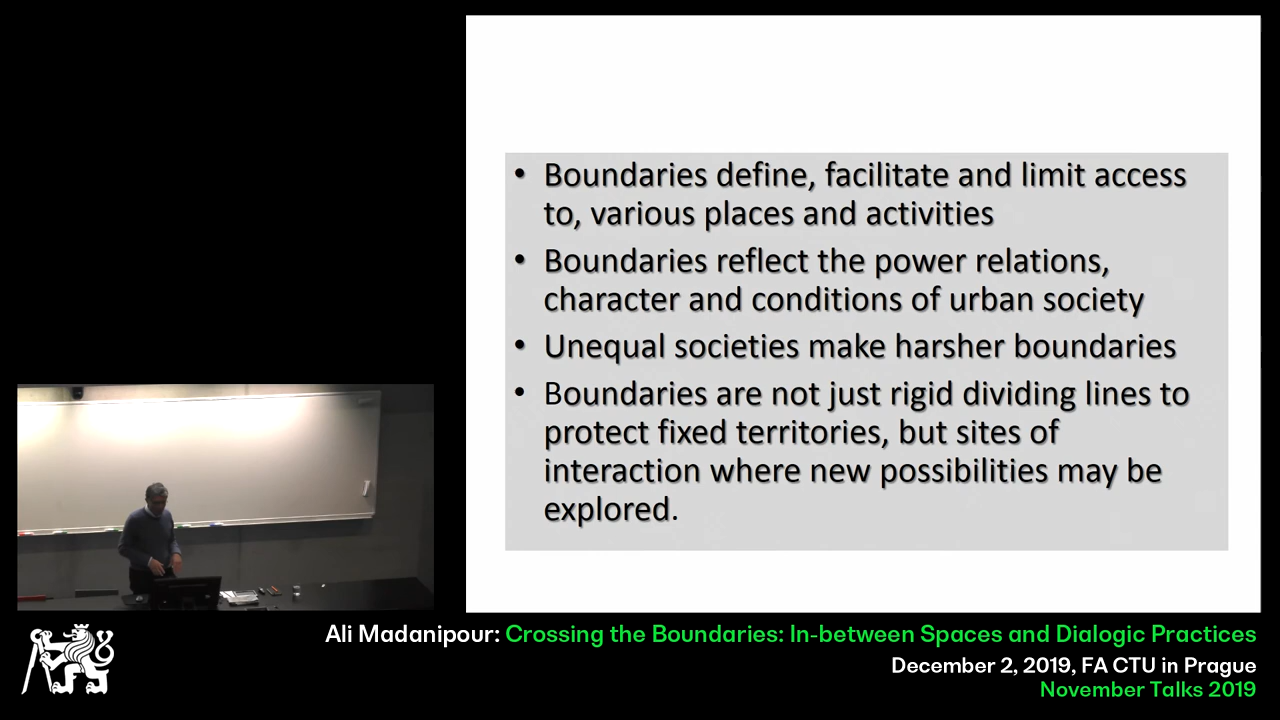 • Boundaries define, facilitate and limit access
to, various places and activities
• Boundaries reflect the power relations,
character and conditions of urban society
• Unequal societies make harsher boundaries
• Boundaries are not just rigid dividing lines to
protect fixed territories, but sites of
interaction where new possibilities may be
explored.
Ali Madanipour: Crossing the Boundaries: In-between Spaces and Dialogic Practices
December 2, 2019, FA CTU in Prague
November Talks 2019